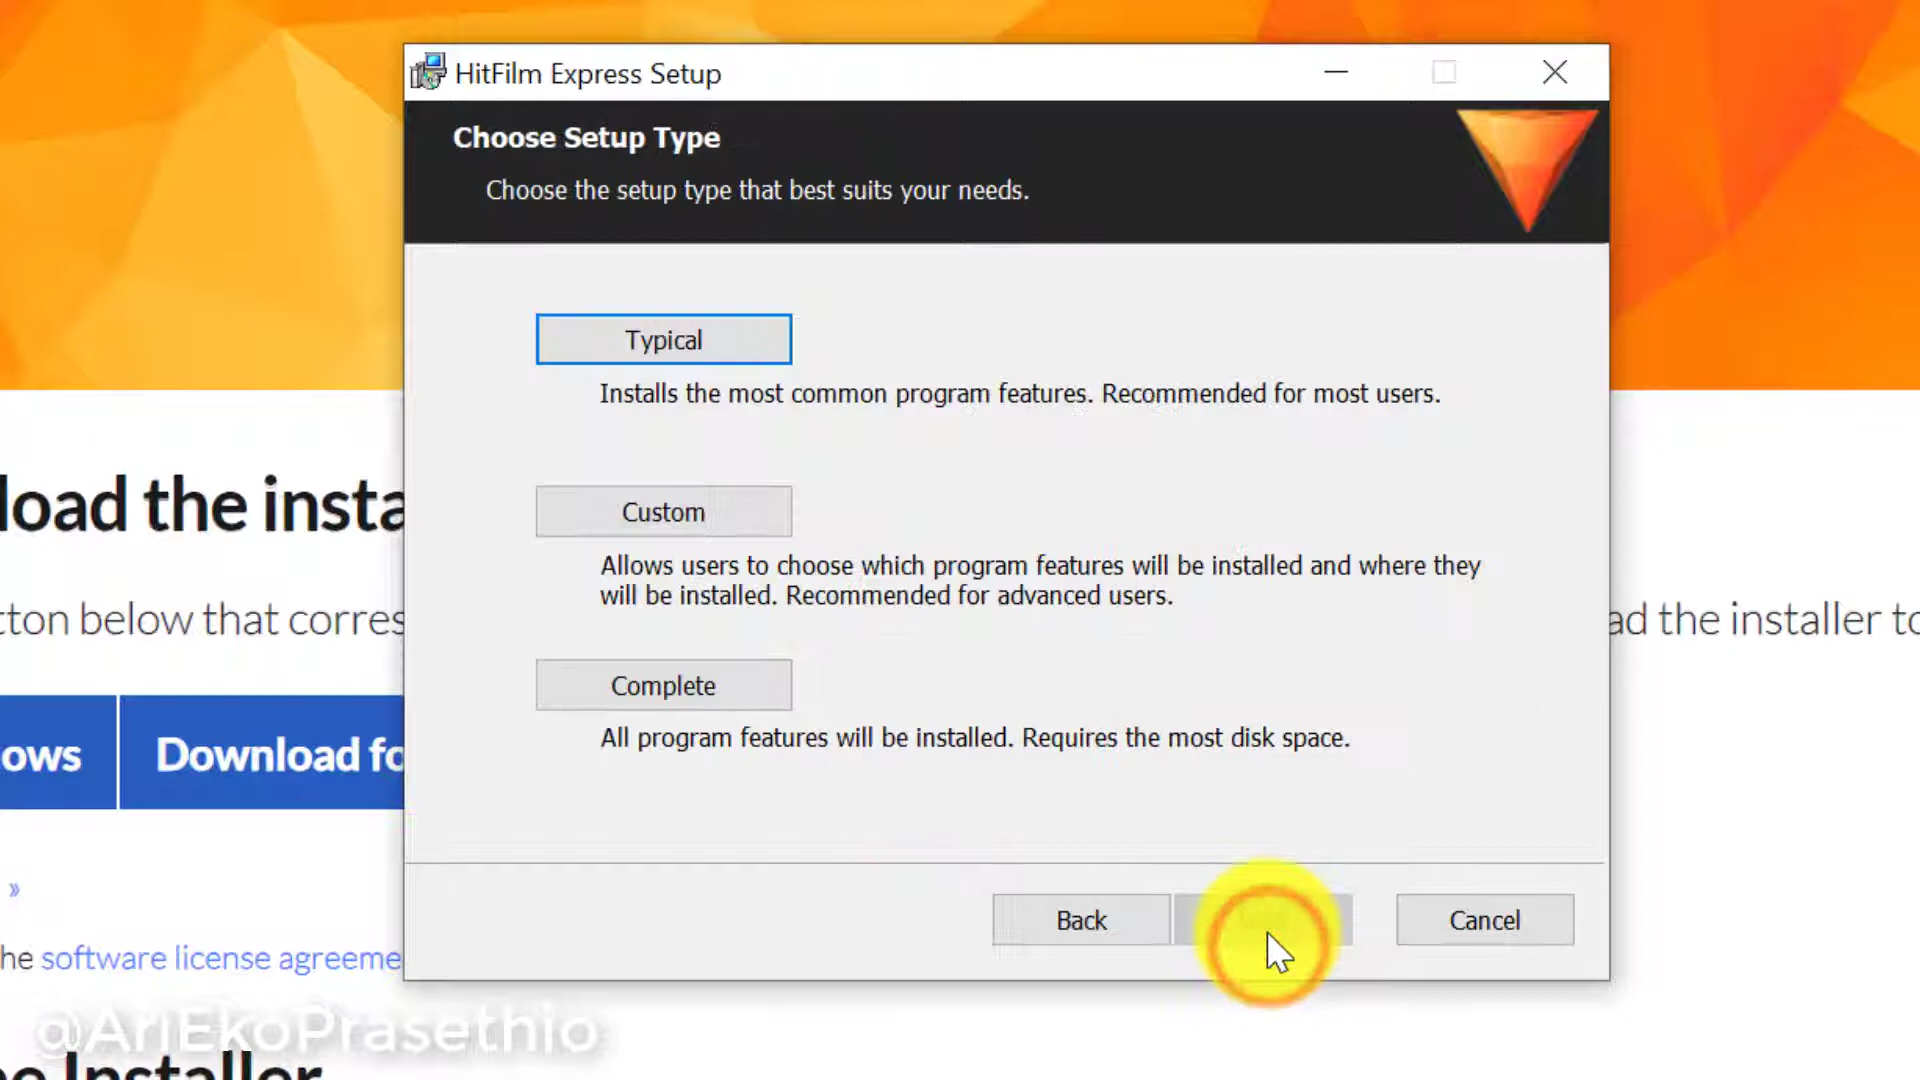 HitFilm Express Setup
Choose Setup Type
Choose the setup type that best suits your needs.
Typical
Installs the most common program features. Recommended for most users.
Custom
Allows users to choose which program features will be installed and where they
will be installed. Recommended for advanced users.
Complete
All program features will be installed. Requires the most disk space.
Back
Cancel
load the insta
tton below that corres
ad the installer to
ows
Download fo
»
he software license agreeme
@AriEkoPrasethio
e Installer